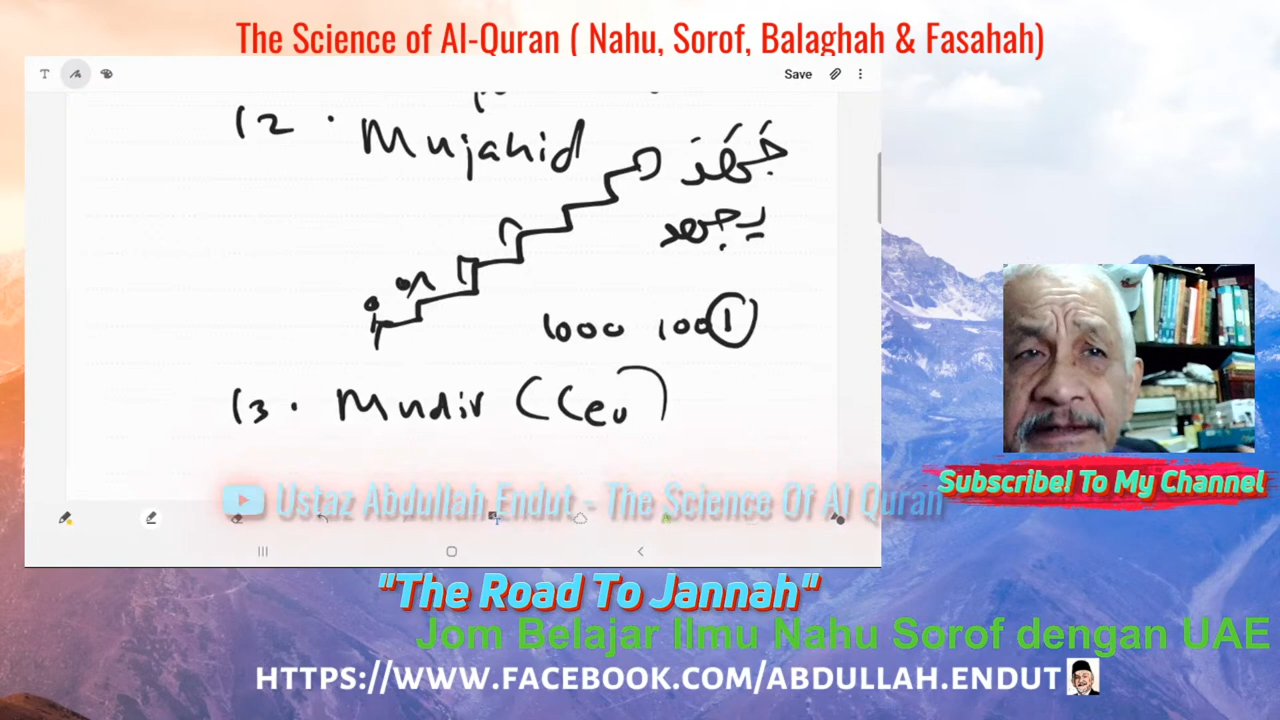 The Science of Al-Quran ( Nahu, Sorof, Balaghah & Fasahah)
T
Save
12 .
Mujahid
جَهَدَ
يجهد
1000 100①
13 . Mudir (Ceo)
Ustaz Abdullah Endut - The Science Of Al Quran
Subscribe! To My Channel
"The Road To Jannah"
Jom Belajar Ilmu Nahu Sorof dengan UAE
HTTPS://WWW.FACEBOOK.COM/ABDULLAH.ENDUT